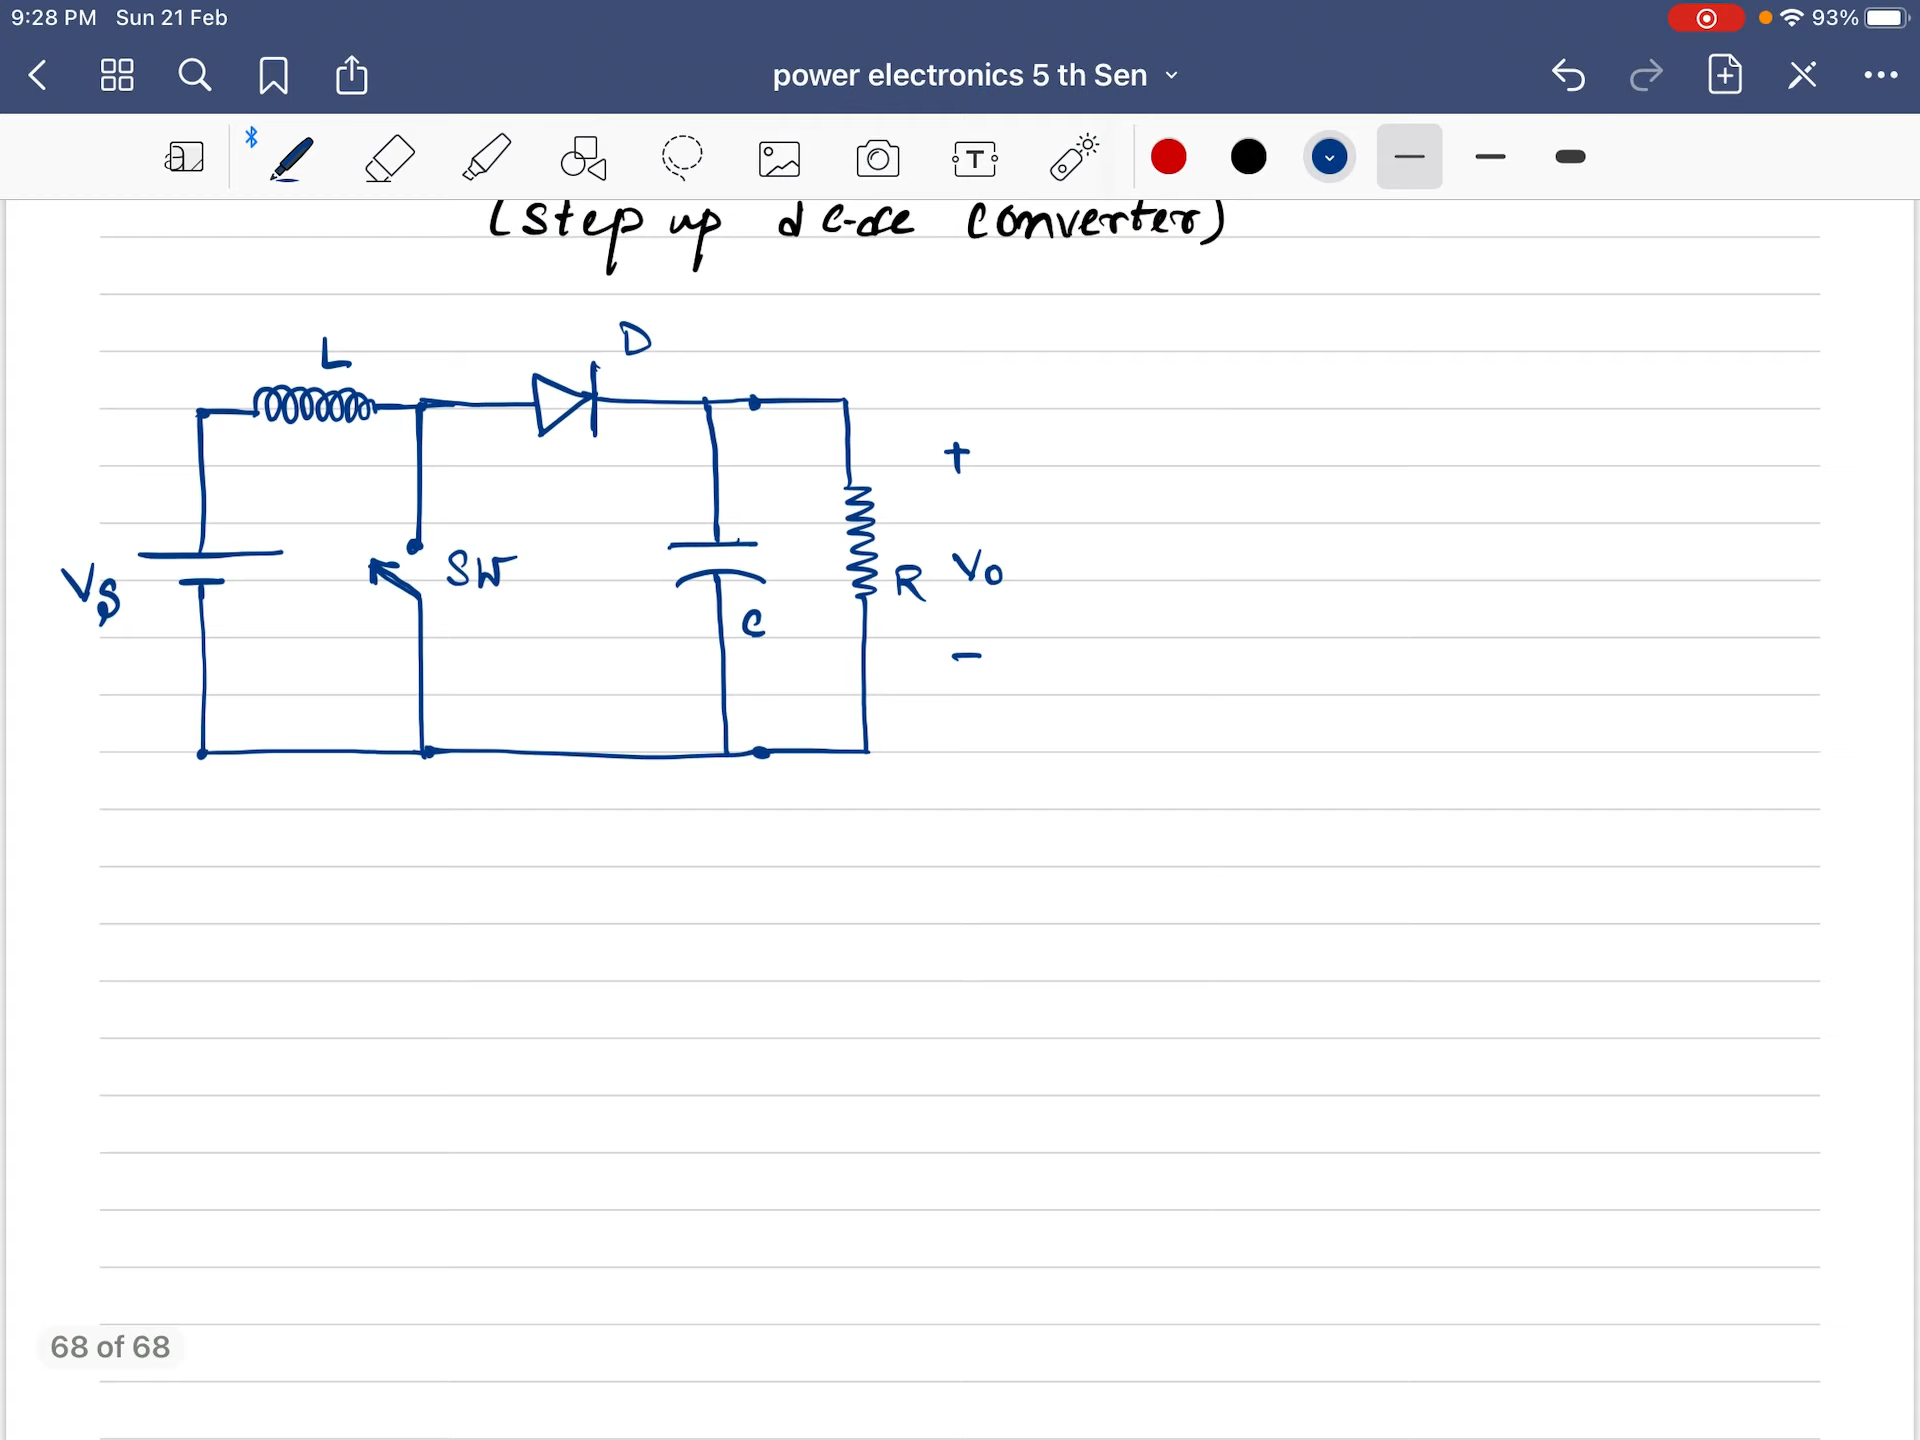 9:28 PM Sun 21 Feb
93%
power electronics 5 th Sen
(step up dc-dc converter)
L
D
+
Vs
SW
C
R
Vo
-
68 of 68